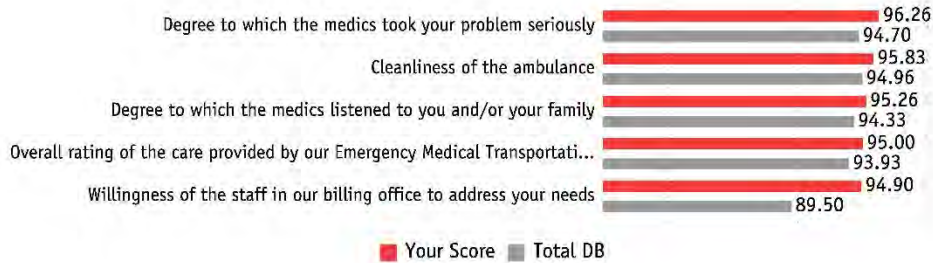 Degree to which the medics took your problem seriously 96.26
94.70
Cleanliness of the ambulance 95.83
94.96
Degree to which the medics listened to you and/or your family 95.26
94.33
Overall rating of the care provided by our Emergency Medical Transportati... 95.00
93.93
Willingness of the staff in our billing office to address your needs 94.90
89.50
Your Score Total DB